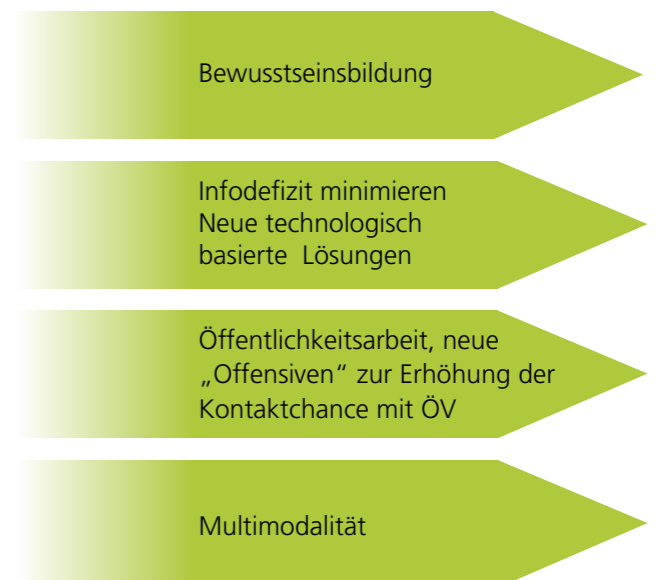 Bewusstseinsbildung
Infodefizit minimieren
Neue technologisch
basierte Lösungen
Öffentlichkeitsarbeit, neue
„Offensiven“ zur Erhöhung der
Kontaktchance mit ÖV
Multimodalität